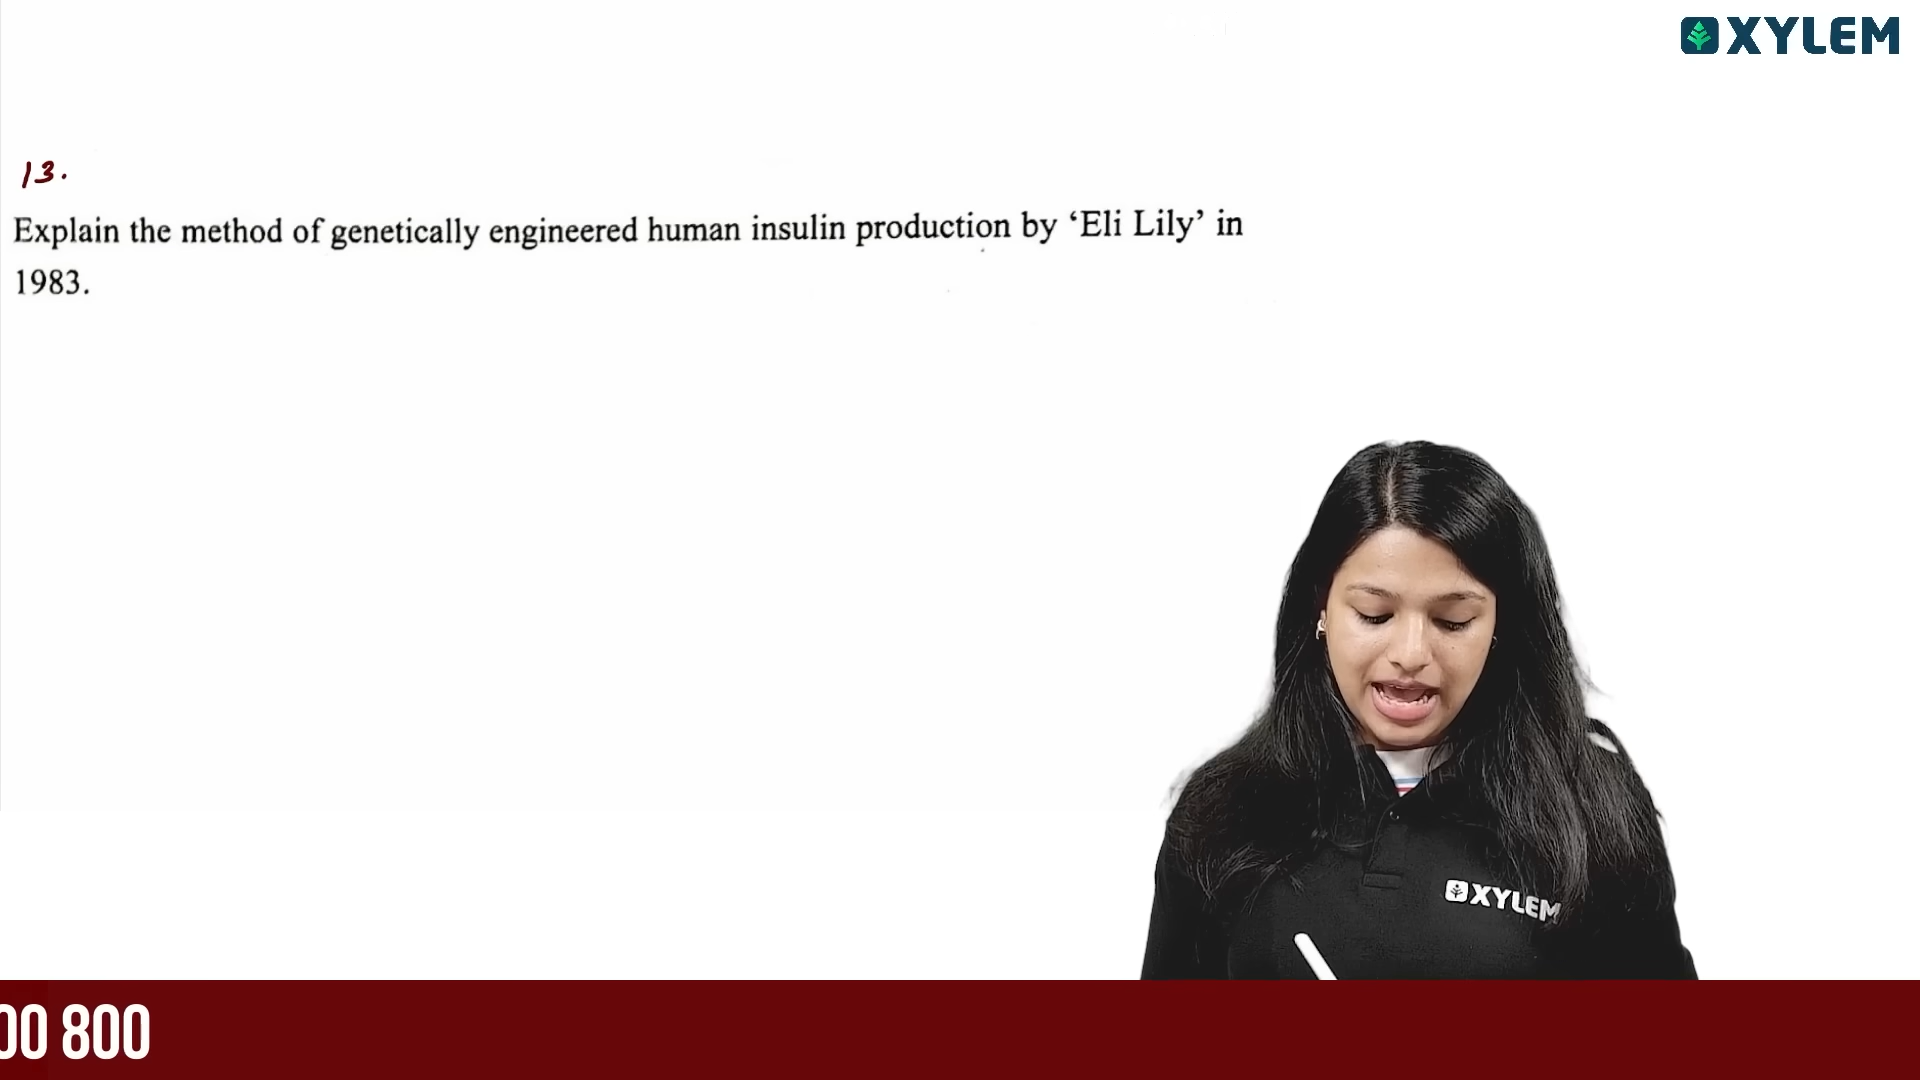 XYLEM
13.
Explain the method of genetically engineered human insulin production by ‘Eli Lily’ in
1983.
XYLEM
00 800